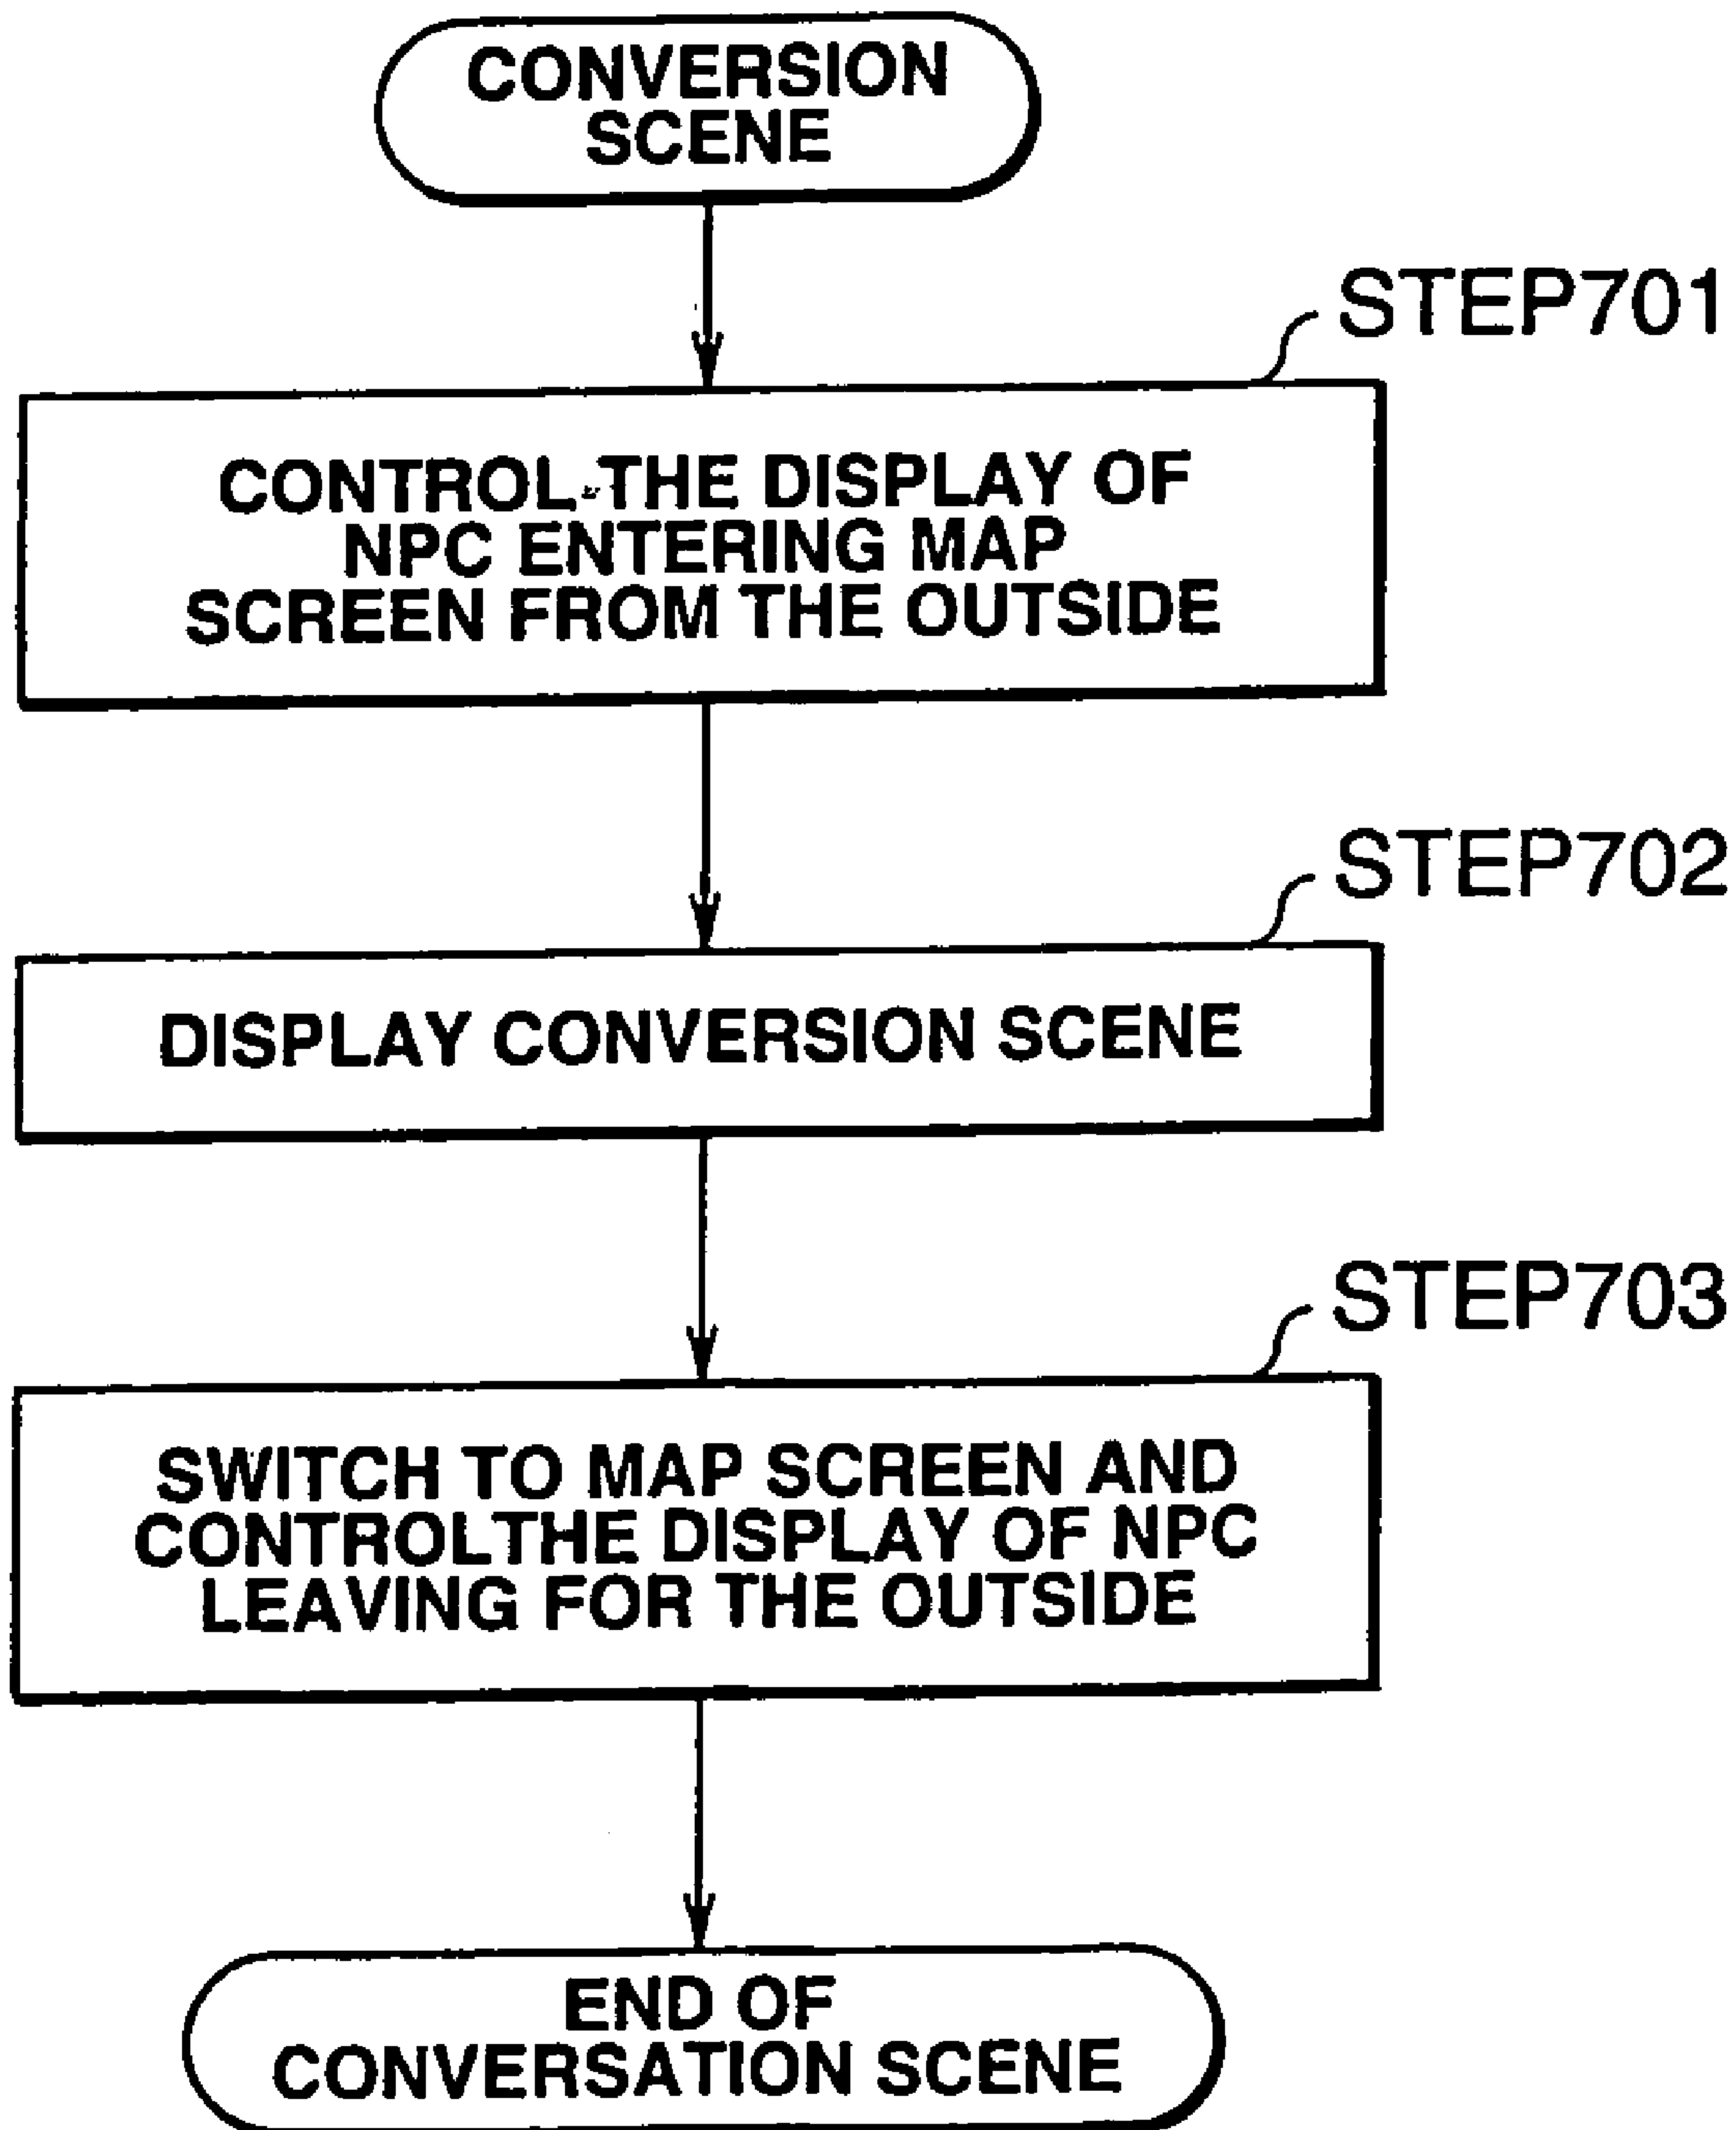 CONVERSION
SCENE
STEP701
CONTROL THE DISPLAY OF
NPC ENTERING MAP
SCREEN FROM THE OUTSIDE
STEP702
DISPLAY CONVERSION SCENE
STEP703
SWITCH TO MAP SCREEN AND
CONTROLTHE DISPLAY OF NPC
LEAVING FOR THE OUTSIDE
END OF
CONVERSATION SCENE